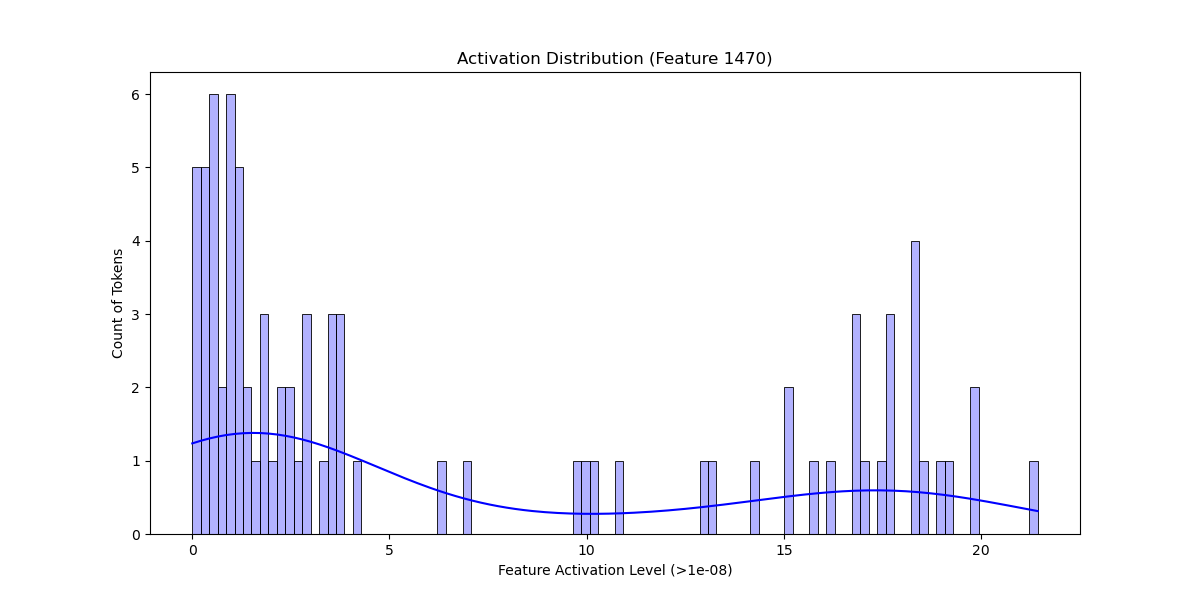 Activation Distribution (Feature 1470)
6
5
4
3
2
1
0
Count of Tokens
0 5 10 15 20
Feature Activation Level (>1e-08)